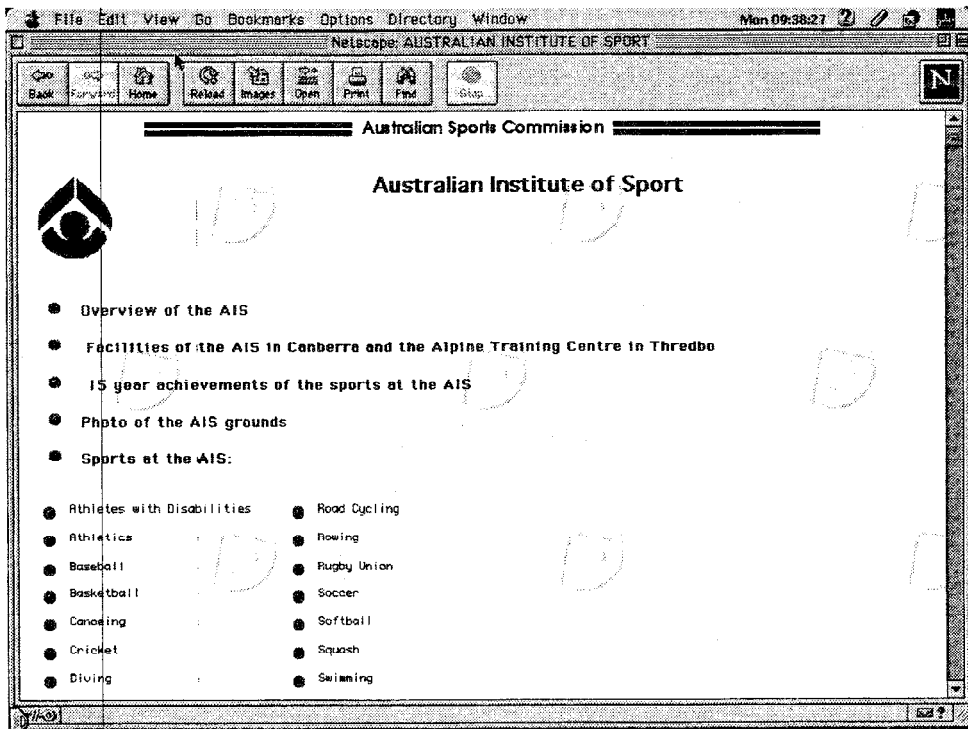 File Edit View Go Bookmarks Options Directory Window Mon 09:38:27
Netscape: AUSTRALIAN INSTITUTE OF SPORT
Back Forward Home Reload Images Open Print Find Stop
N
Australian Sports Commission
Australian Institute of Sport
Overview of the AIS
Facilities of the AIS in Canberra and the Alpine Training Centre in Thredbo
15 year achievements of the sports at the AIS
Photo of the AIS grounds
Sports at the AIS:
Athletes with Disabilities Road Cycling
Athletics Rowing
Baseball Rugby Union
Basketball Soccer
Canoeing Softball
Cricket Squash
Diving Swimming